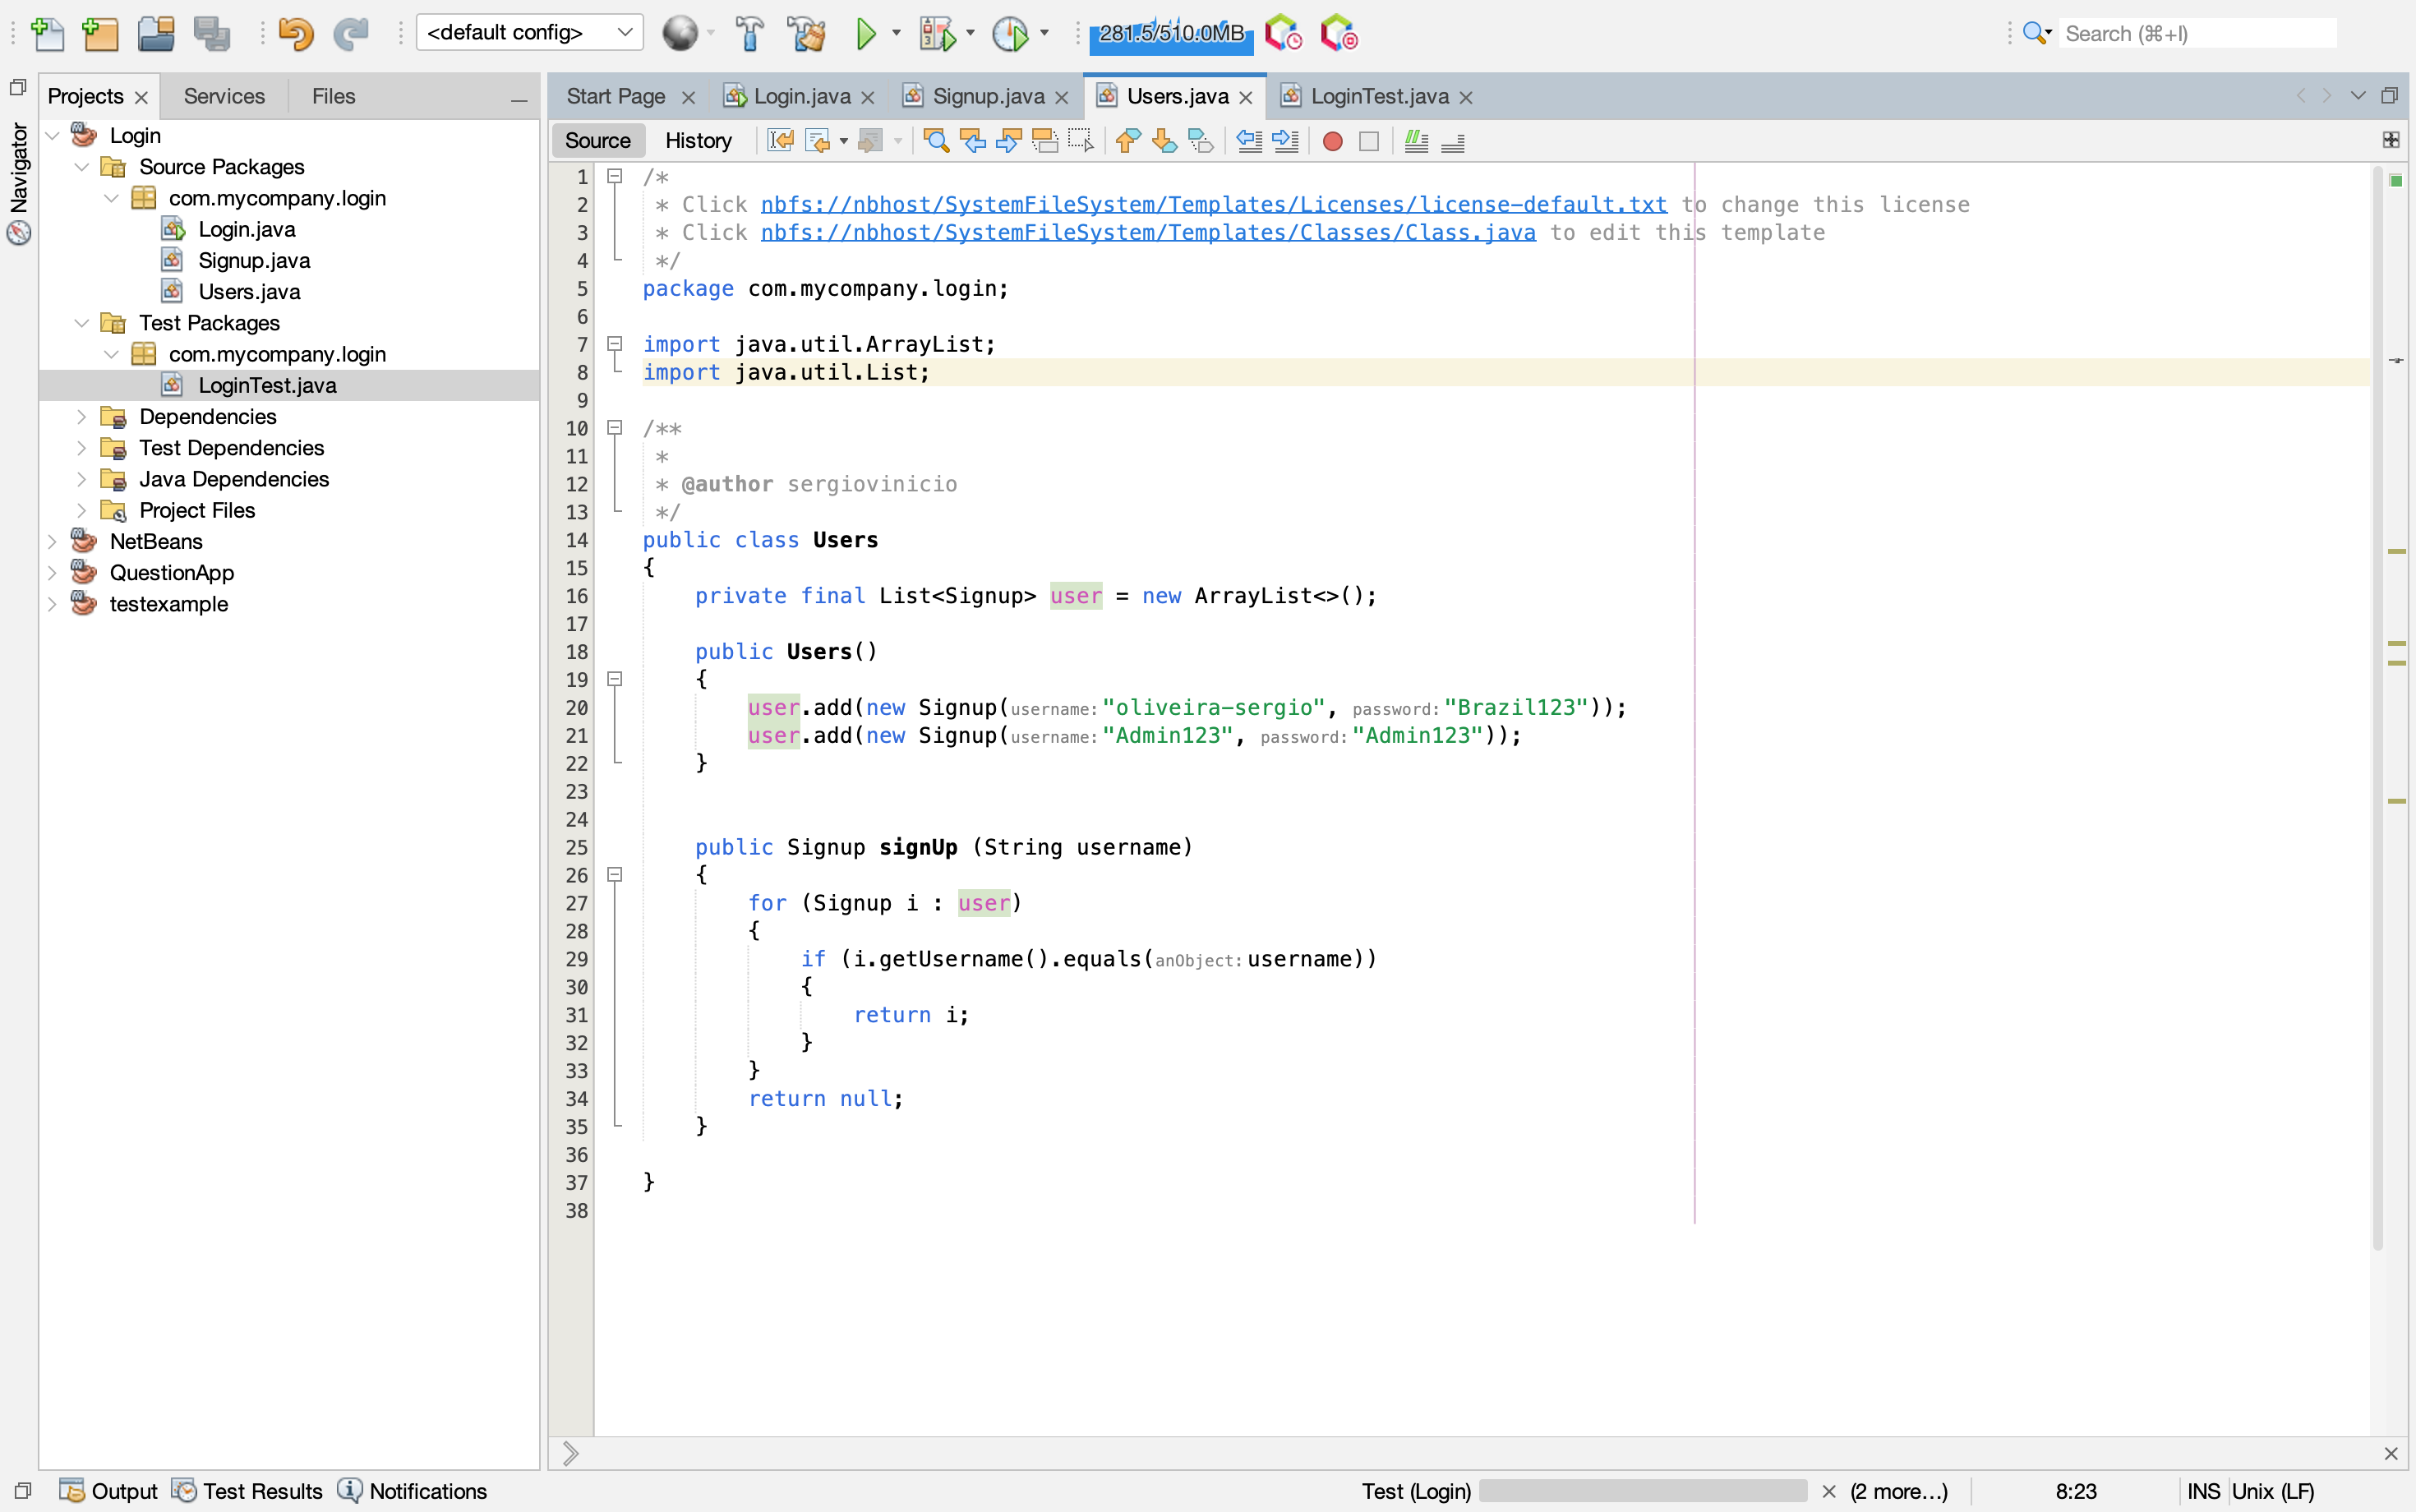 <default config>
281.5/510.0MB
Search (⌘+I)
Navigator
Projects
Services
Files
Login
Source Packages
com.mycompany.login
Login.java
Signup.java
Users.java
Test Packages
com.mycompany.login
LoginTest.java
Dependencies
Test Dependencies
Java Dependencies
Project Files
NetBeans
QuestionApp
testexample
Start Page
Login.java
Signup.java
Users.java
LoginTest.java
Source
History
1 /*
2 * Click nbfs://nbhost/SystemFileSystem/Templates/Licenses/license-default.txt to change this license
3 * Click nbfs://nbhost/SystemFileSystem/Templates/Classes/Class.java to edit this template
4 */
5 package com.mycompany.login;
6
7 import java.util.ArrayList;
8 import java.util.List;
9
10 /**
11 *
12 * @author sergiovinicio
13 */
14 public class Users
15 {
16 private final List<Signup> user = new ArrayList<>();
17
18 public Users()
19 {
20 user.add(new Signup(username:"oliveira-sergio", password:"Brazil123"));
21 user.add(new Signup(username:"Admin123", password:"Admin123"));
22 }
23
24
25 public Signup signUp (String username)
26 {
27 for (Signup i : user)
28 {
29 if (i.getUsername().equals(anObject:username))
30 {
31 return i;
32 }
33 }
34 return null;
35 }
36
37 }
38
Output
Test Results
Notifications
Test (Login)
(2 more...)
8:23
INS
Unix (LF)